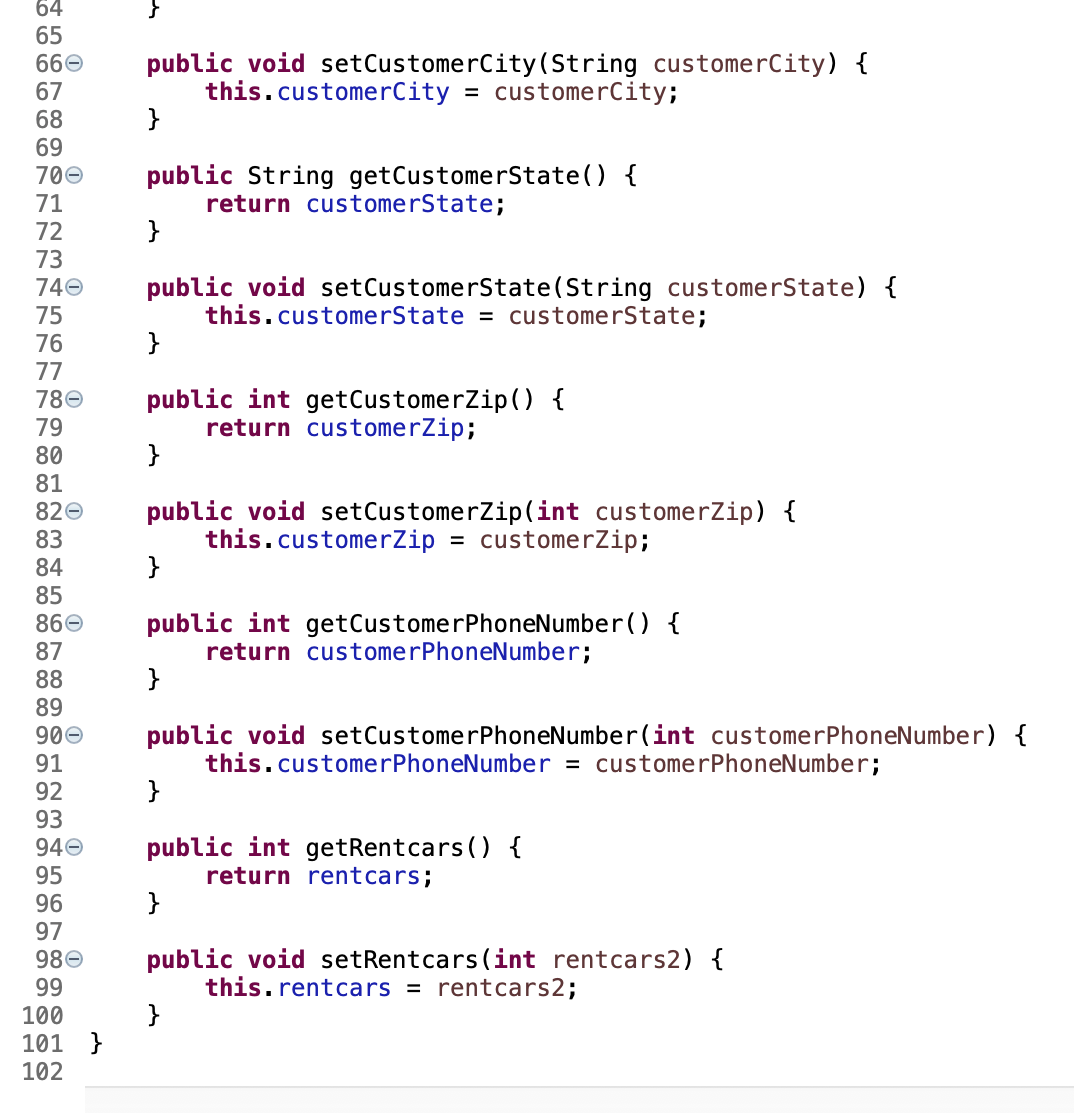 64 }
65
66 public void setCustomerCity(String customerCity) {
67 this.customerCity = customerCity;
68 }
69
70 public String getCustomerState() {
71 return customerState;
72 }
73
74 public void setCustomerState(String customerState) {
75 this.customerState = customerState;
76 }
77
78 public int getCustomerZip() {
79 return customerZip;
80 }
81
82 public void setCustomerZip(int customerZip) {
83 this.customerZip = customerZip;
84 }
85
86 public int getCustomerPhoneNumber() {
87 return customerPhoneNumber;
88 }
89
90 public void setCustomerPhoneNumber(int customerPhoneNumber) {
91 this.customerPhoneNumber = customerPhoneNumber;
92 }
93
94 public int getRentcars() {
95 return rentcars;
96 }
97
98 public void setRentcars(int rentcars2) {
99 this.rentcars = rentcars2;
100 }
101 }
102